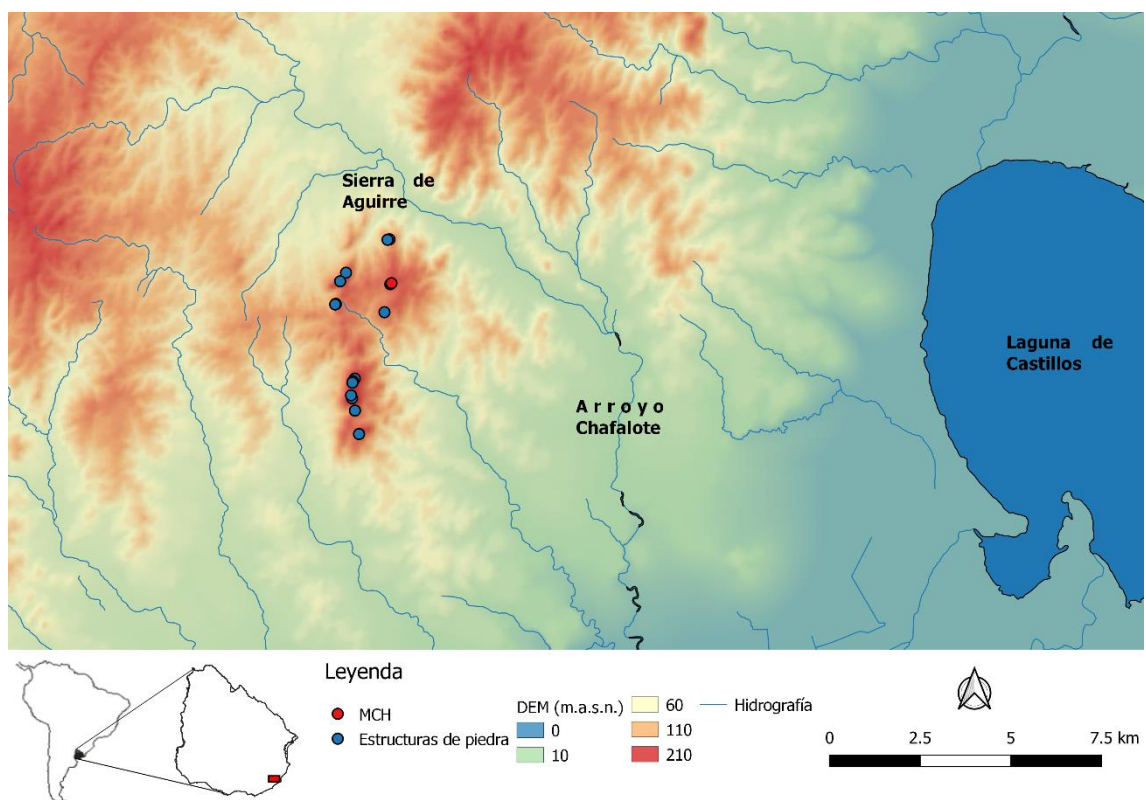 Sierra de
Aguirre
Laguna de
Castillos
Arroyo
Chafalote
Leyenda
MCH
Estructuras de piedra
DEM (m.a.s.n.)
0
10
60
110
210
Hidrografía
0 2.5 5 7.5 km